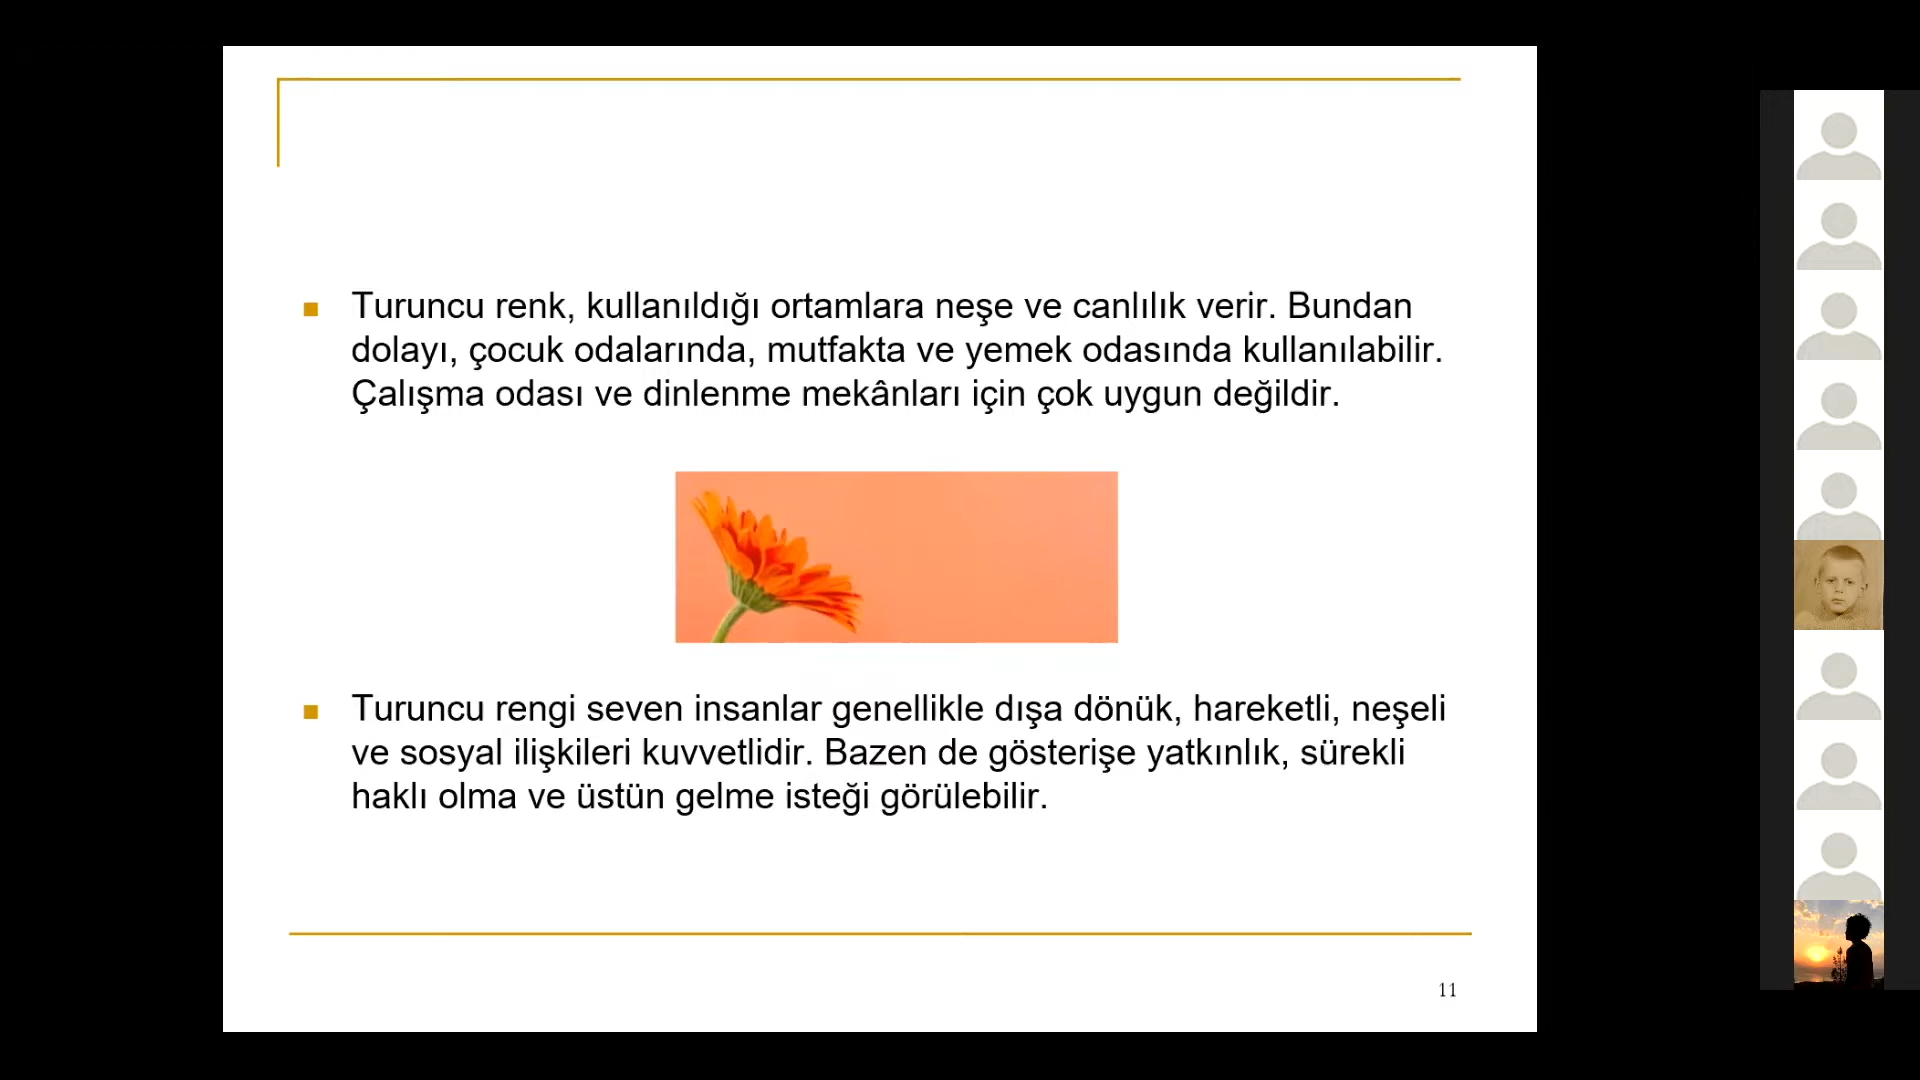 Turuncu renk, kullanıldığı ortamlara neşe ve canlılık verir. Bundan
dolayı, çocuk odalarında, mutfakta ve yemek odasında kullanılabilir.
Çalışma odası ve dinlenme mekânları için çok uygun değildir.
Turuncu rengi seven insanlar genellikle dışa dönük, hareketli, neşeli
ve sosyal ilişkileri kuvvetlidir. Bazen de gösterişe yatkınlık, sürekli
haklı olma ve üstün gelme isteği görülebilir.
11